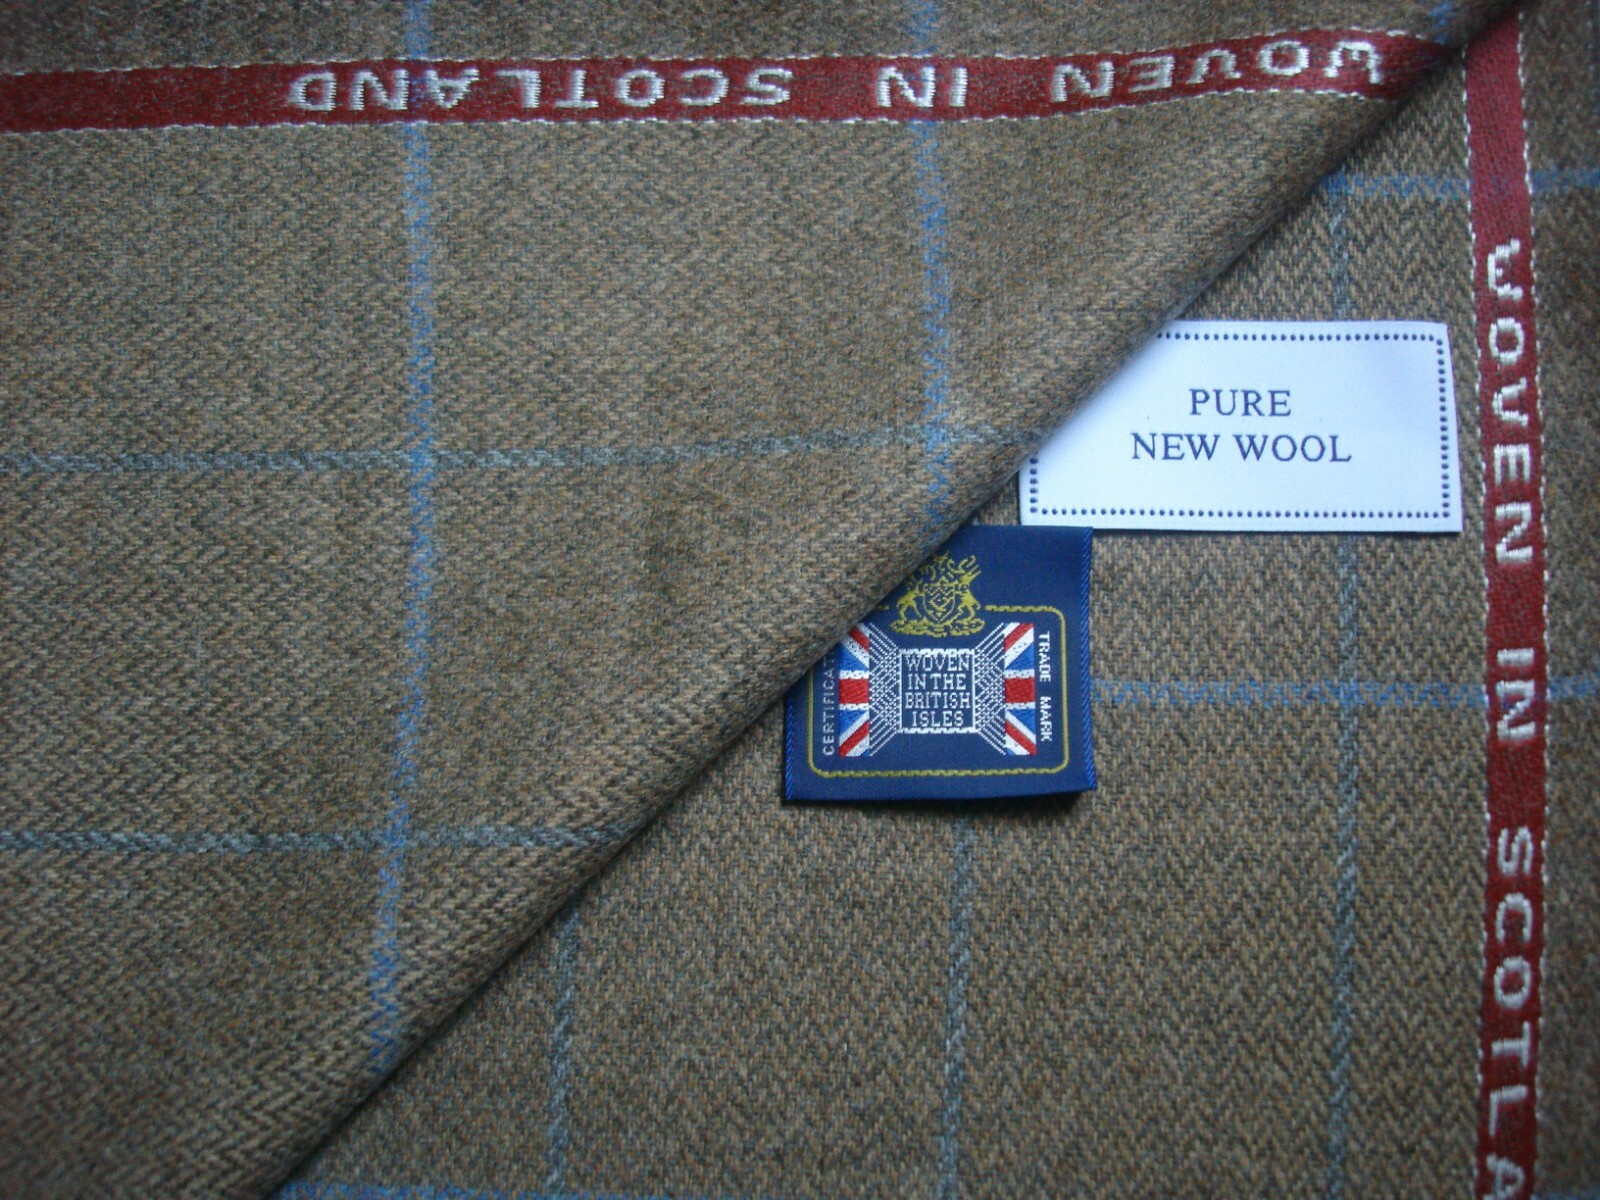 WOVEN IN SCOTLAND
PURE
NEW WOOL
WOVEN
IN THE
BRITISH
ISLES
TRADE MARK
WOVEN IN SCOTLA